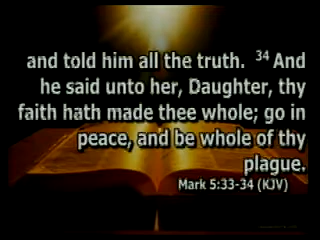 and told him all the truth. 34 And
he said unto her, Daughter, thy
faith hath made thee whole; go in
peace, and be whole of thy
plague.
Mark 5:33-34 (KJV)